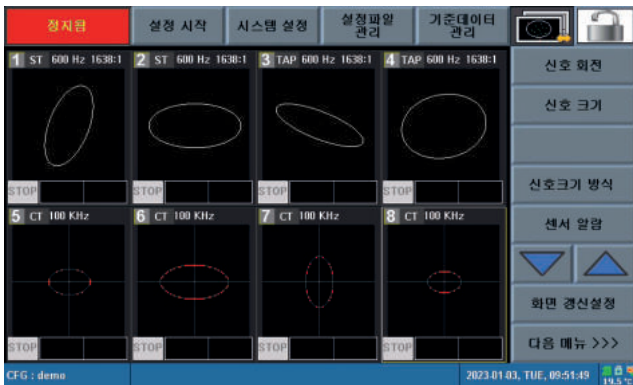 정지됨
설정 시작
시스템 설정
설정파일
관리
기준데이터
관리
1 ST 600 Hz 1638:1
2 ST 600 Hz 1638:1
3 TAP 600 Hz 1638:1
4 TAP 600 Hz 1638:1
신호 회전
신호 크기
신호크기 방식
센서 알람
STOP
STOP
STOP
STOP
5 CT 100 KHz
6 CT 100 KHz
7 CT 100 KHz
8 CT 100 KHz
화면 갱신설정
다음 메뉴 >>>
STOP
STOP
STOP
STOP
CFG : demo
2023-01-03, TUE, 09:51:49
19.5℃